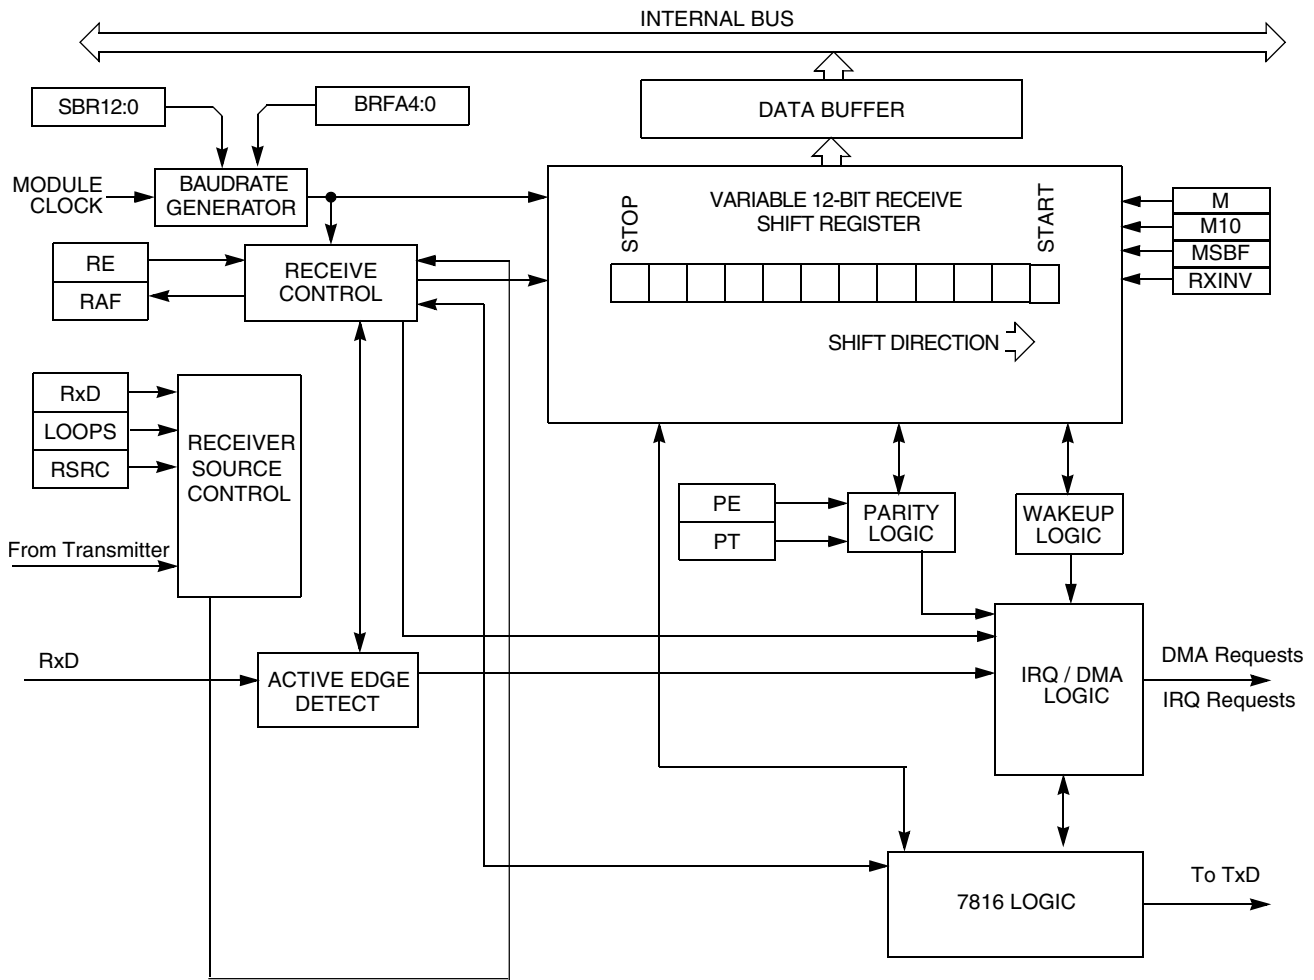 INTERNAL BUS
SBR12:0
BRFA4:0
DATA BUFFER
MODULE
CLOCK
BAUDRATE
GENERATOR
VARIABLE 12-BIT RECEIVE
SHIFT REGISTER
STOP
START
M
M10
MSBF
RXINV
RE
RAF
RECEIVE
CONTROL
SHIFT DIRECTION
RxD
LOOPS
RSRC
RECEIVER
SOURCE
CONTROL
From Transmitter
PE
PT
PARITY
LOGIC
WAKEUP
LOGIC
RxD
ACTIVE EDGE
DETECT
IRQ / DMA
LOGIC
DMA Requests
IRQ Requests
7816 LOGIC
To TxD